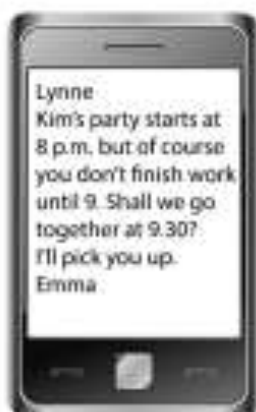 Lynne
Kim's party starts at
8 p.m. but of course
you don't finish work
until 9. Shall we go
together at 9.30?
I'll pick you up.
Emma